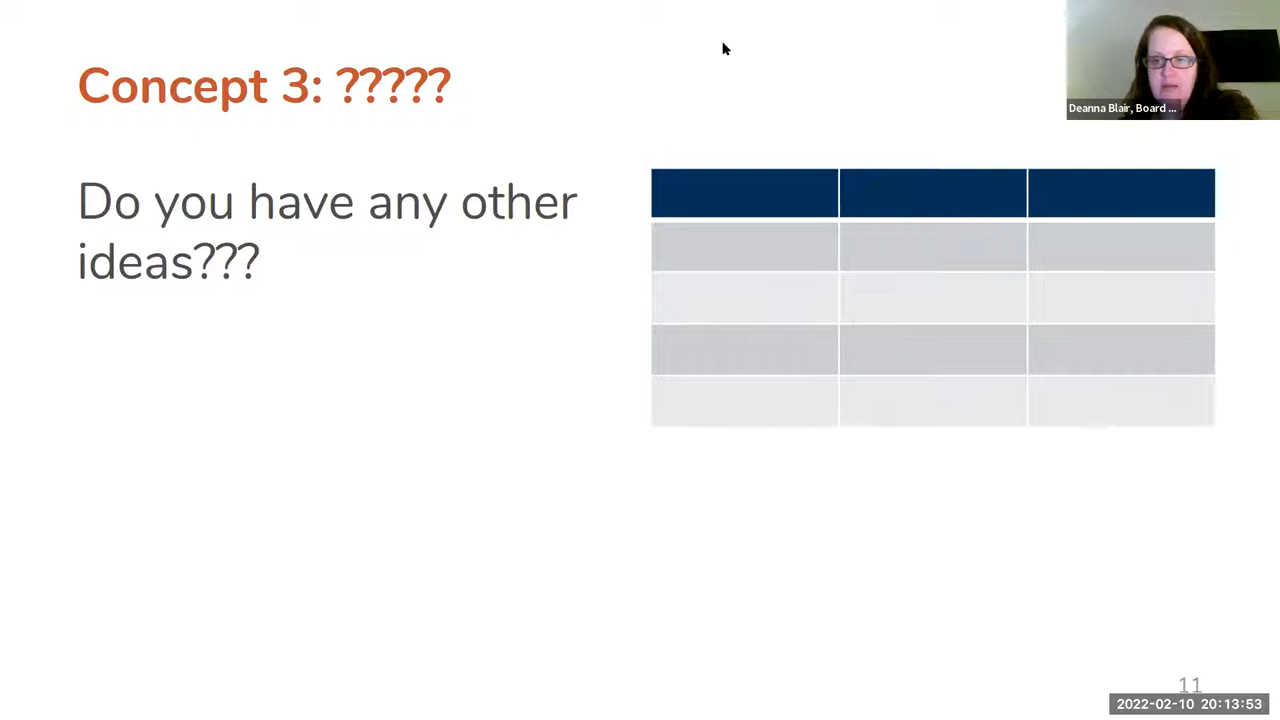 Concept 3: ?????
Deanna Blair, Board ...
Do you have any other
ideas???
11
2022-02-10 20:13:53